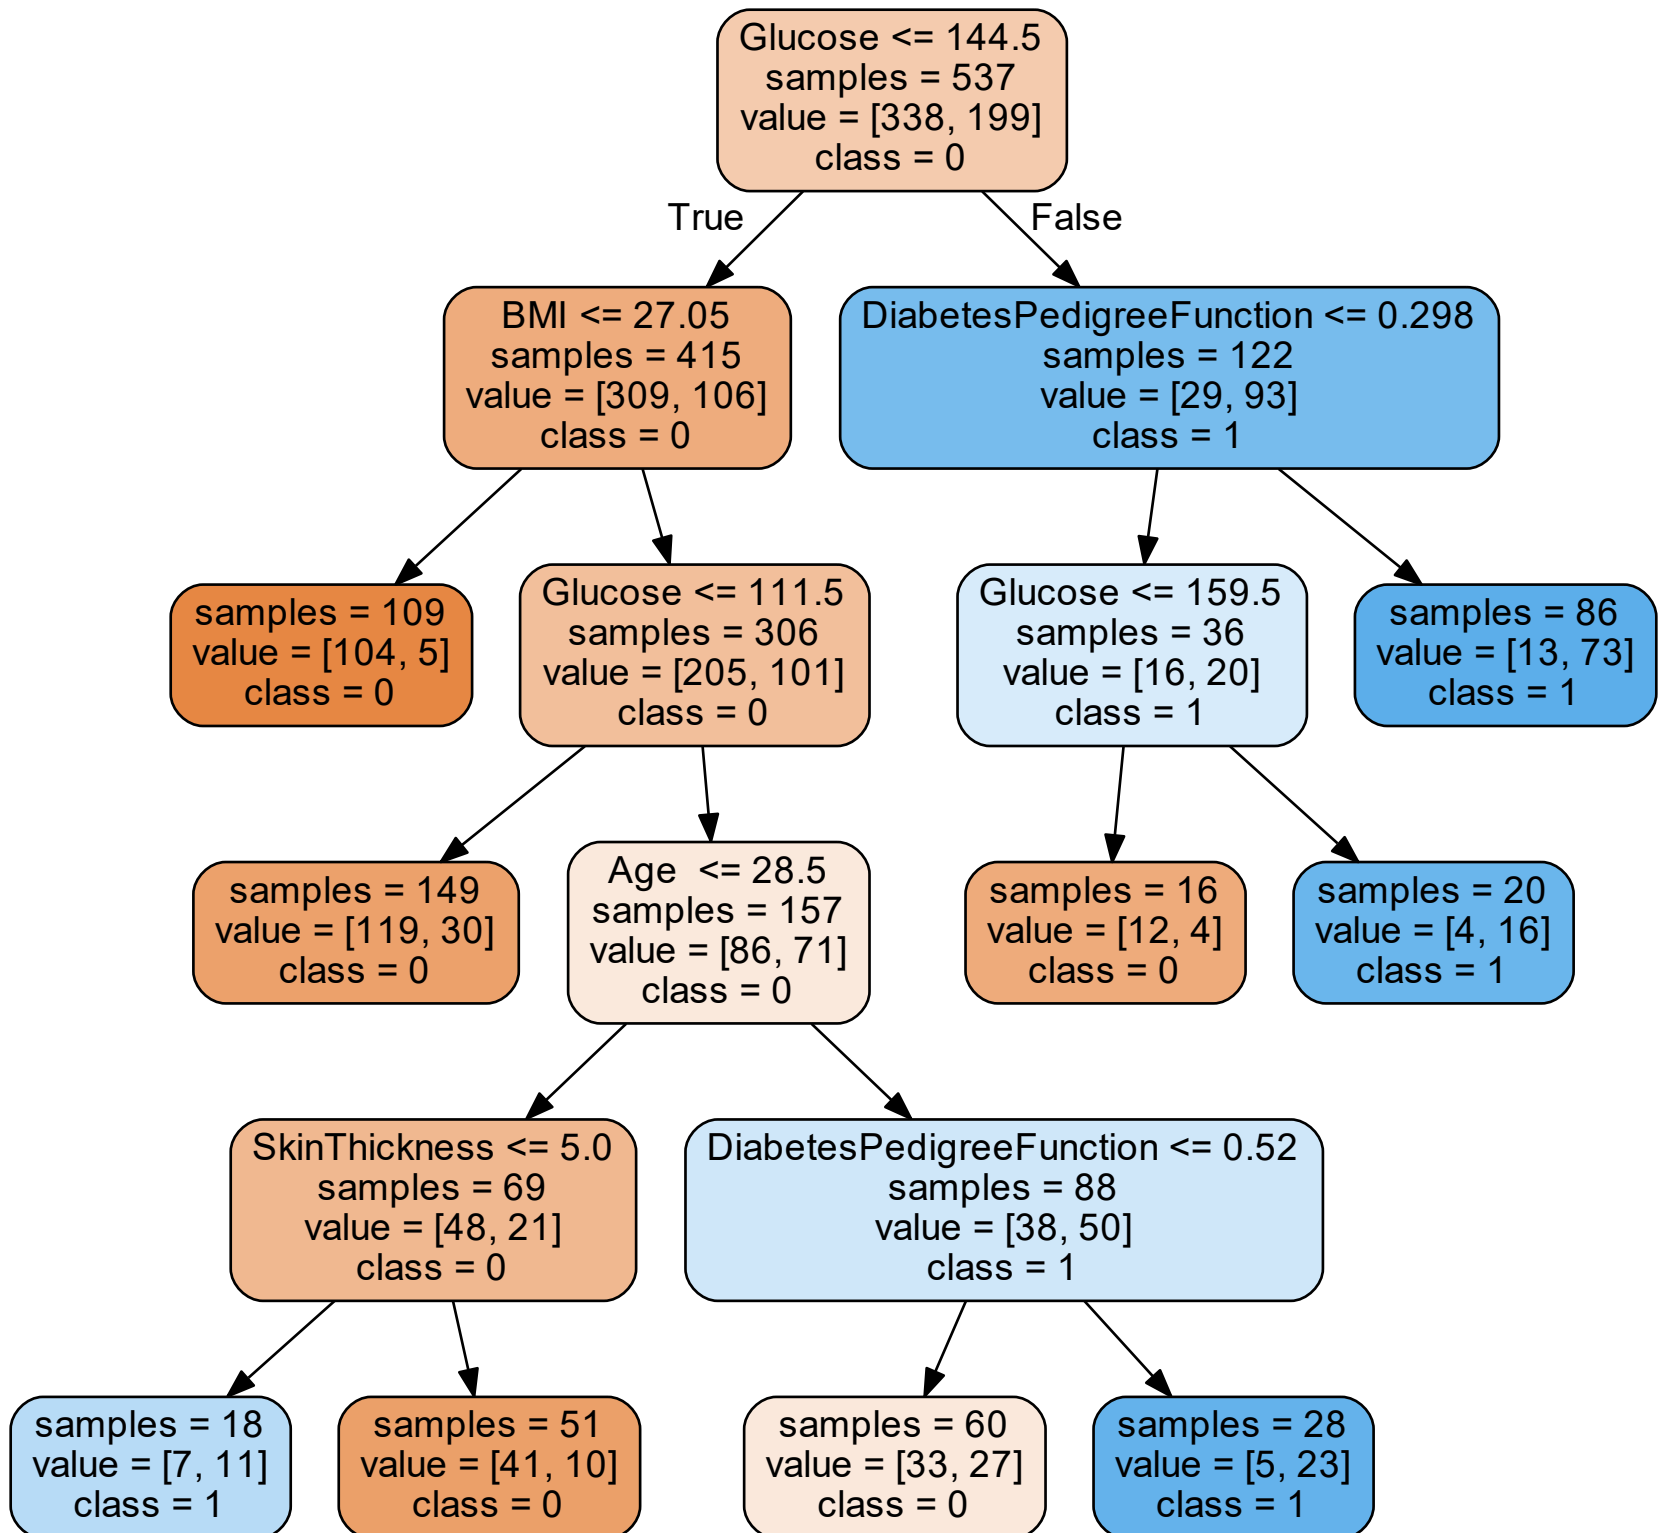 Glucose <= 144.5
samples = 537
value = [338, 199]
class = 0
True
False
BMI <= 27.05
samples = 415
value = [309, 106]
class = 0
DiabetesPedigreeFunction <= 0.298
samples = 122
value = [29, 93]
class = 1
samples = 109
value = [104, 5]
class = 0
Glucose <= 111.5
samples = 306
value = [205, 101]
class = 0
Glucose <= 159.5
samples = 36
value = [16, 20]
class = 1
samples = 86
value = [13, 73]
class = 1
samples = 149
value = [119, 30]
class = 0
Age  <= 28.5
samples = 157
value = [86, 71]
class = 0
samples = 16
value = [12, 4]
class = 0
samples = 20
value = [4, 16]
class = 1
SkinThickness <= 5.0
samples = 69
value = [48, 21]
class = 0
DiabetesPedigreeFunction <= 0.52
samples = 88
value = [38, 50]
class = 1
samples = 18
value = [7, 11]
class = 1
samples = 51
value = [41, 10]
class = 0
samples = 60
value = [33, 27]
class = 0
samples = 28
value = [5, 23]
class = 1